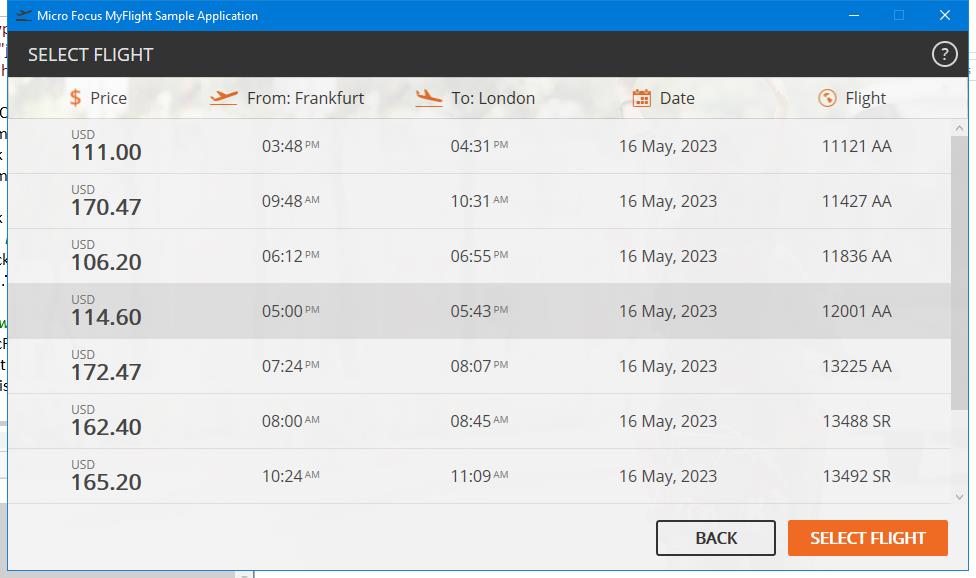 Micro Focus MyFlight Sample Application
SELECT FLIGHT ?
$ Price From: Frankfurt To: London Date Flight
USD
111.00 03:48 PM 04:31 PM 16 May, 2023 11121 AA
USD
170.47 09:48 AM 10:31 AM 16 May, 2023 11427 AA
USD
106.20 06:12 PM 06:55 PM 16 May, 2023 11836 AA
USD
114.60 05:00 PM 05:43 PM 16 May, 2023 12001 AA
USD
172.47 07:24 PM 08:07 PM 16 May, 2023 13225 AA
USD
162.40 08:00 AM 08:45 AM 16 May, 2023 13488 SR
USD
165.20 10:24 AM 11:09 AM 16 May, 2023 13492 SR
BACK SELECT FLIGHT